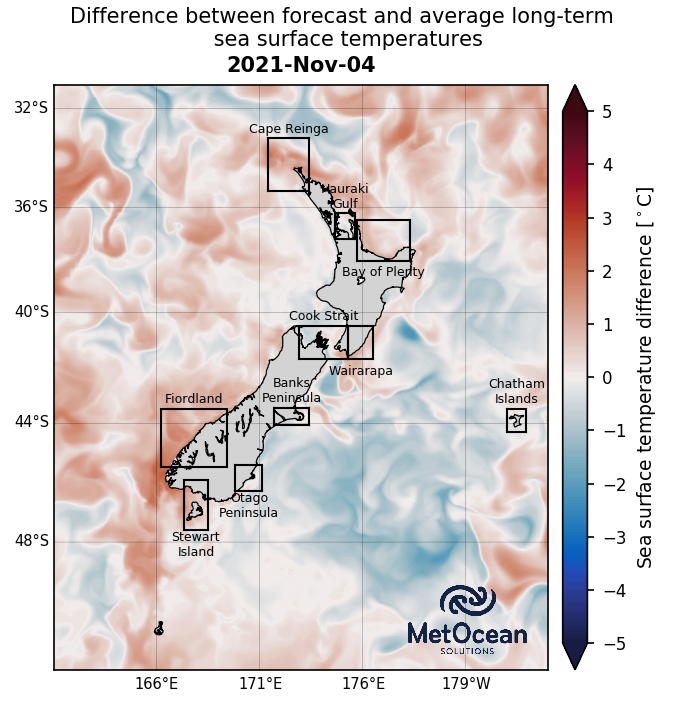 Difference between forecast and average long-term
sea surface temperatures
2021-Nov-04
32°S
36°S
40°S
44°S
48°S
Cape Reinga
Hauraki
Gulf
Bay of Plenty
Cook Strait
Wairarapa
Banks
Peninsula
Chatham
Islands
Fiordland
Otago
Peninsula
Stewart
Island
MetOcean
SOLUTIONS
166°E
171°E
176°E
179°W
5
4
3
2
1
0
−1
−2
−3
−4
−5
Sea surface temperature difference [°C]